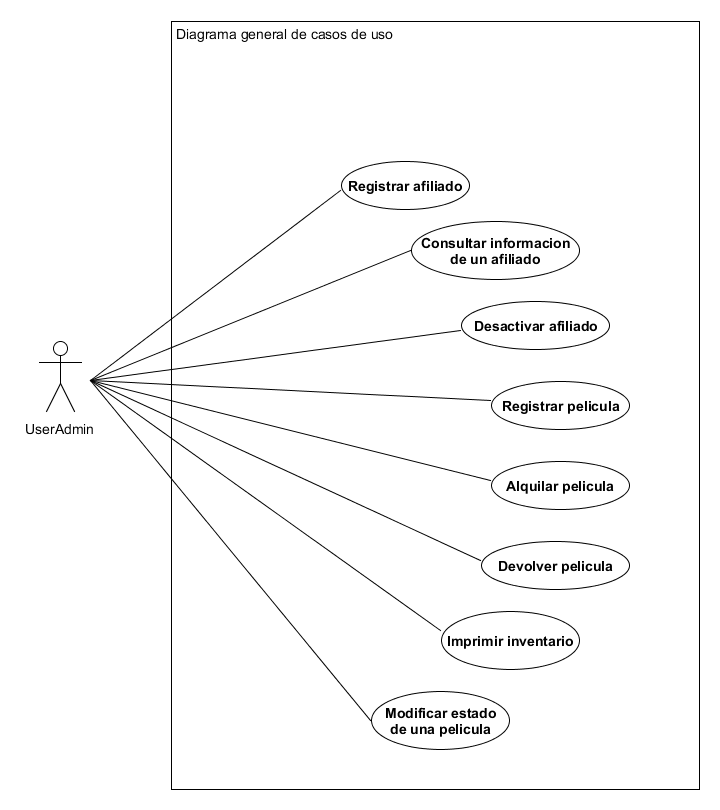 Diagrama general de casos de uso
Registrar afiliado
Consultar informacion
de un afiliado
Desactivar afiliado
UserAdmin
Registrar pelicula
Alquilar pelicula
Devolver pelicula
Imprimir inventario
Modificar estado
de una pelicula